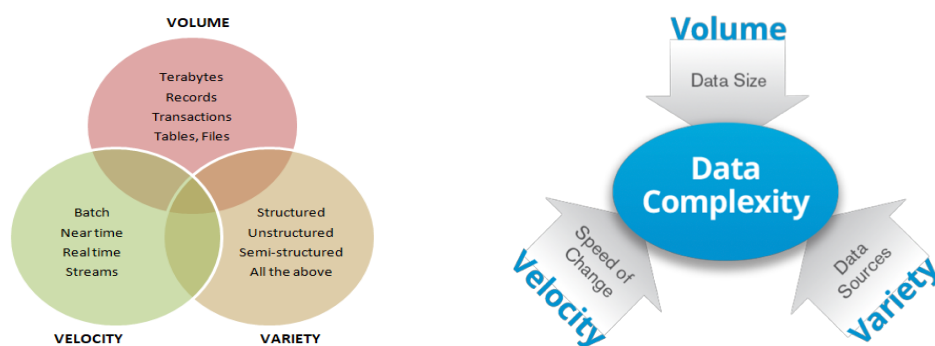 VOLUME
Terabytes
Records
Transactions
Tables, Files
Batch
Near time
Real time
Streams
Structured
Unstructured
Semi-structured
All the above
VELOCITY
VARIETY
Volume
Data Size
Data
Complexity
Speed of
Change
Velocity
Data
Sources
Variety